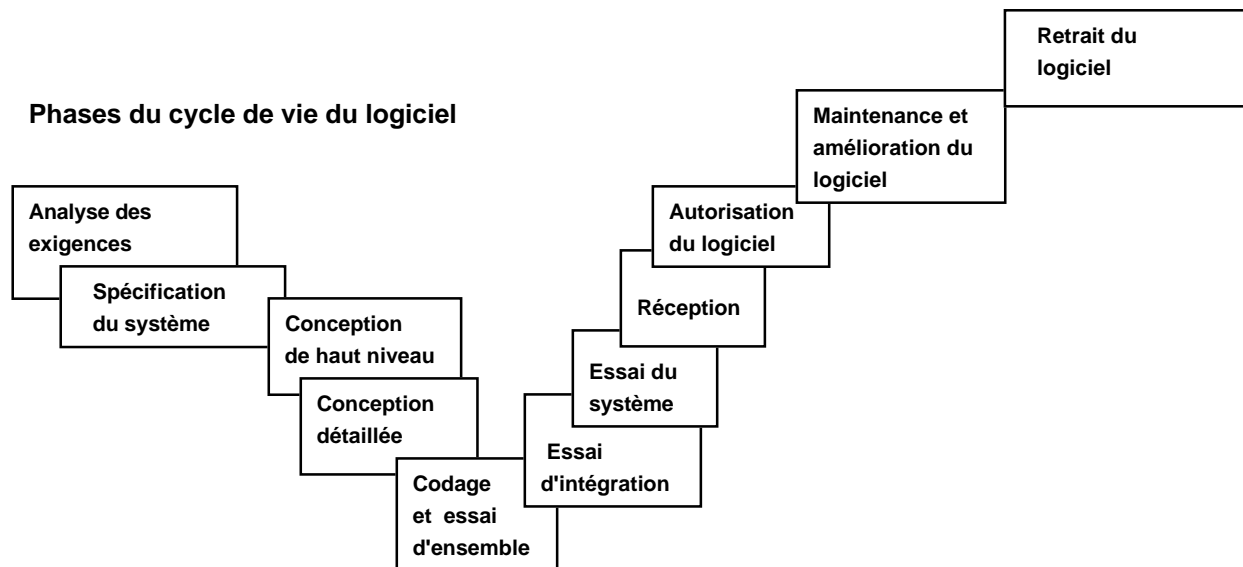 Phases du cycle de vie du logiciel
Analyse des
exigences
Spécification
du système
Conception
de haut niveau
Conception
détaillée
Codage
et essai
d'ensemble
Essai
d'intégration
Essai du
système
Réception
Autorisation
du logiciel
Maintenance et
amélioration du
logiciel
Retrait du
logiciel